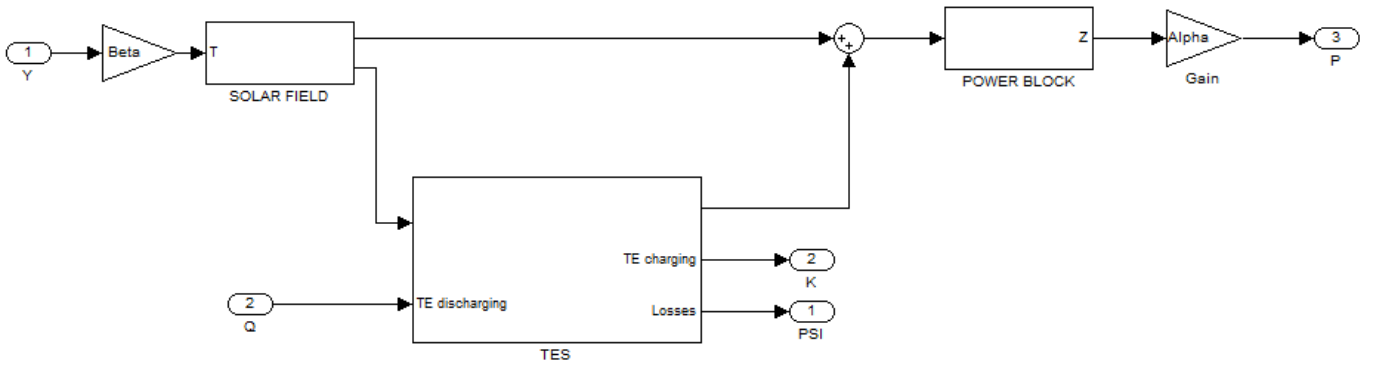 1
Y
Beta
T
SOLAR FIELD
+
+
Z
POWER BLOCK
Alpha
Gain
3
P
TE charging
2
K
2
Q
TE discharging
Losses
1
PSI
TES